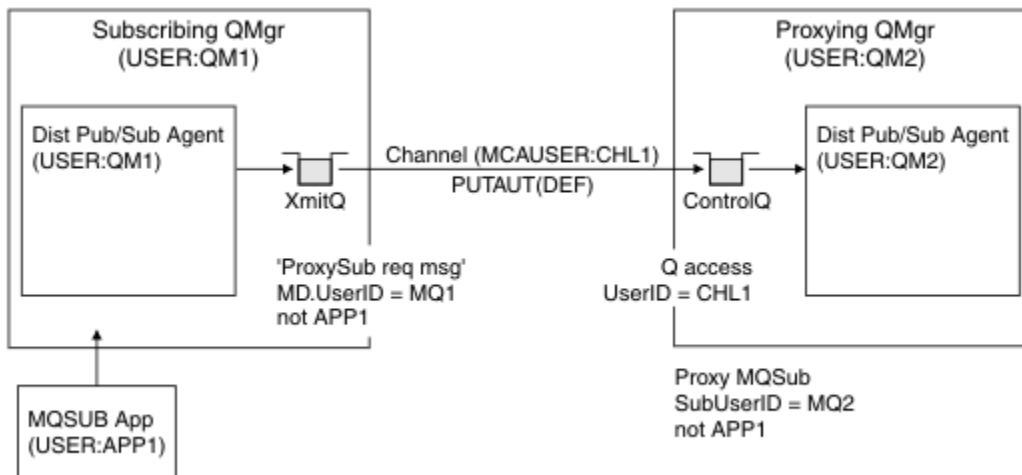 Subscribing QMgr
(USER:QM1)
Dist Pub/Sub Agent
(USER:QM1)
XmitQ
'ProxySub req msg'
MD.UserID = MQ1
not APP1
MQSUB App
(USER:APP1)
Channel (MCAUSER:CHL1)
PUTAUT(DEF)
Proxying QMgr
(USER:QM2)
ControlQ
Dist Pub/Sub Agent
(USER:QM2)
Q access
UserID = CHL1
Proxy MQSub
SubUserID = MQ2
not APP1